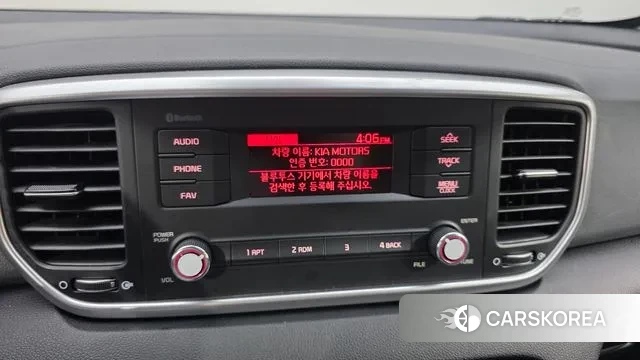 Bluetooth
AUDIO
4:06PM
SEEK
차량 이름: KIA MOTORS
인증 번호: 0000
PHONE
블루투스 기기에서 차량 이름을
TRACK
검색한 후 등록해 주십시오.
FAV
MENU
CLOCK
POWER
PUSH
1 RPT
2 RDM
3
4 BACK
ENTER
VOL
FILE
TUNE
CARSKOREA